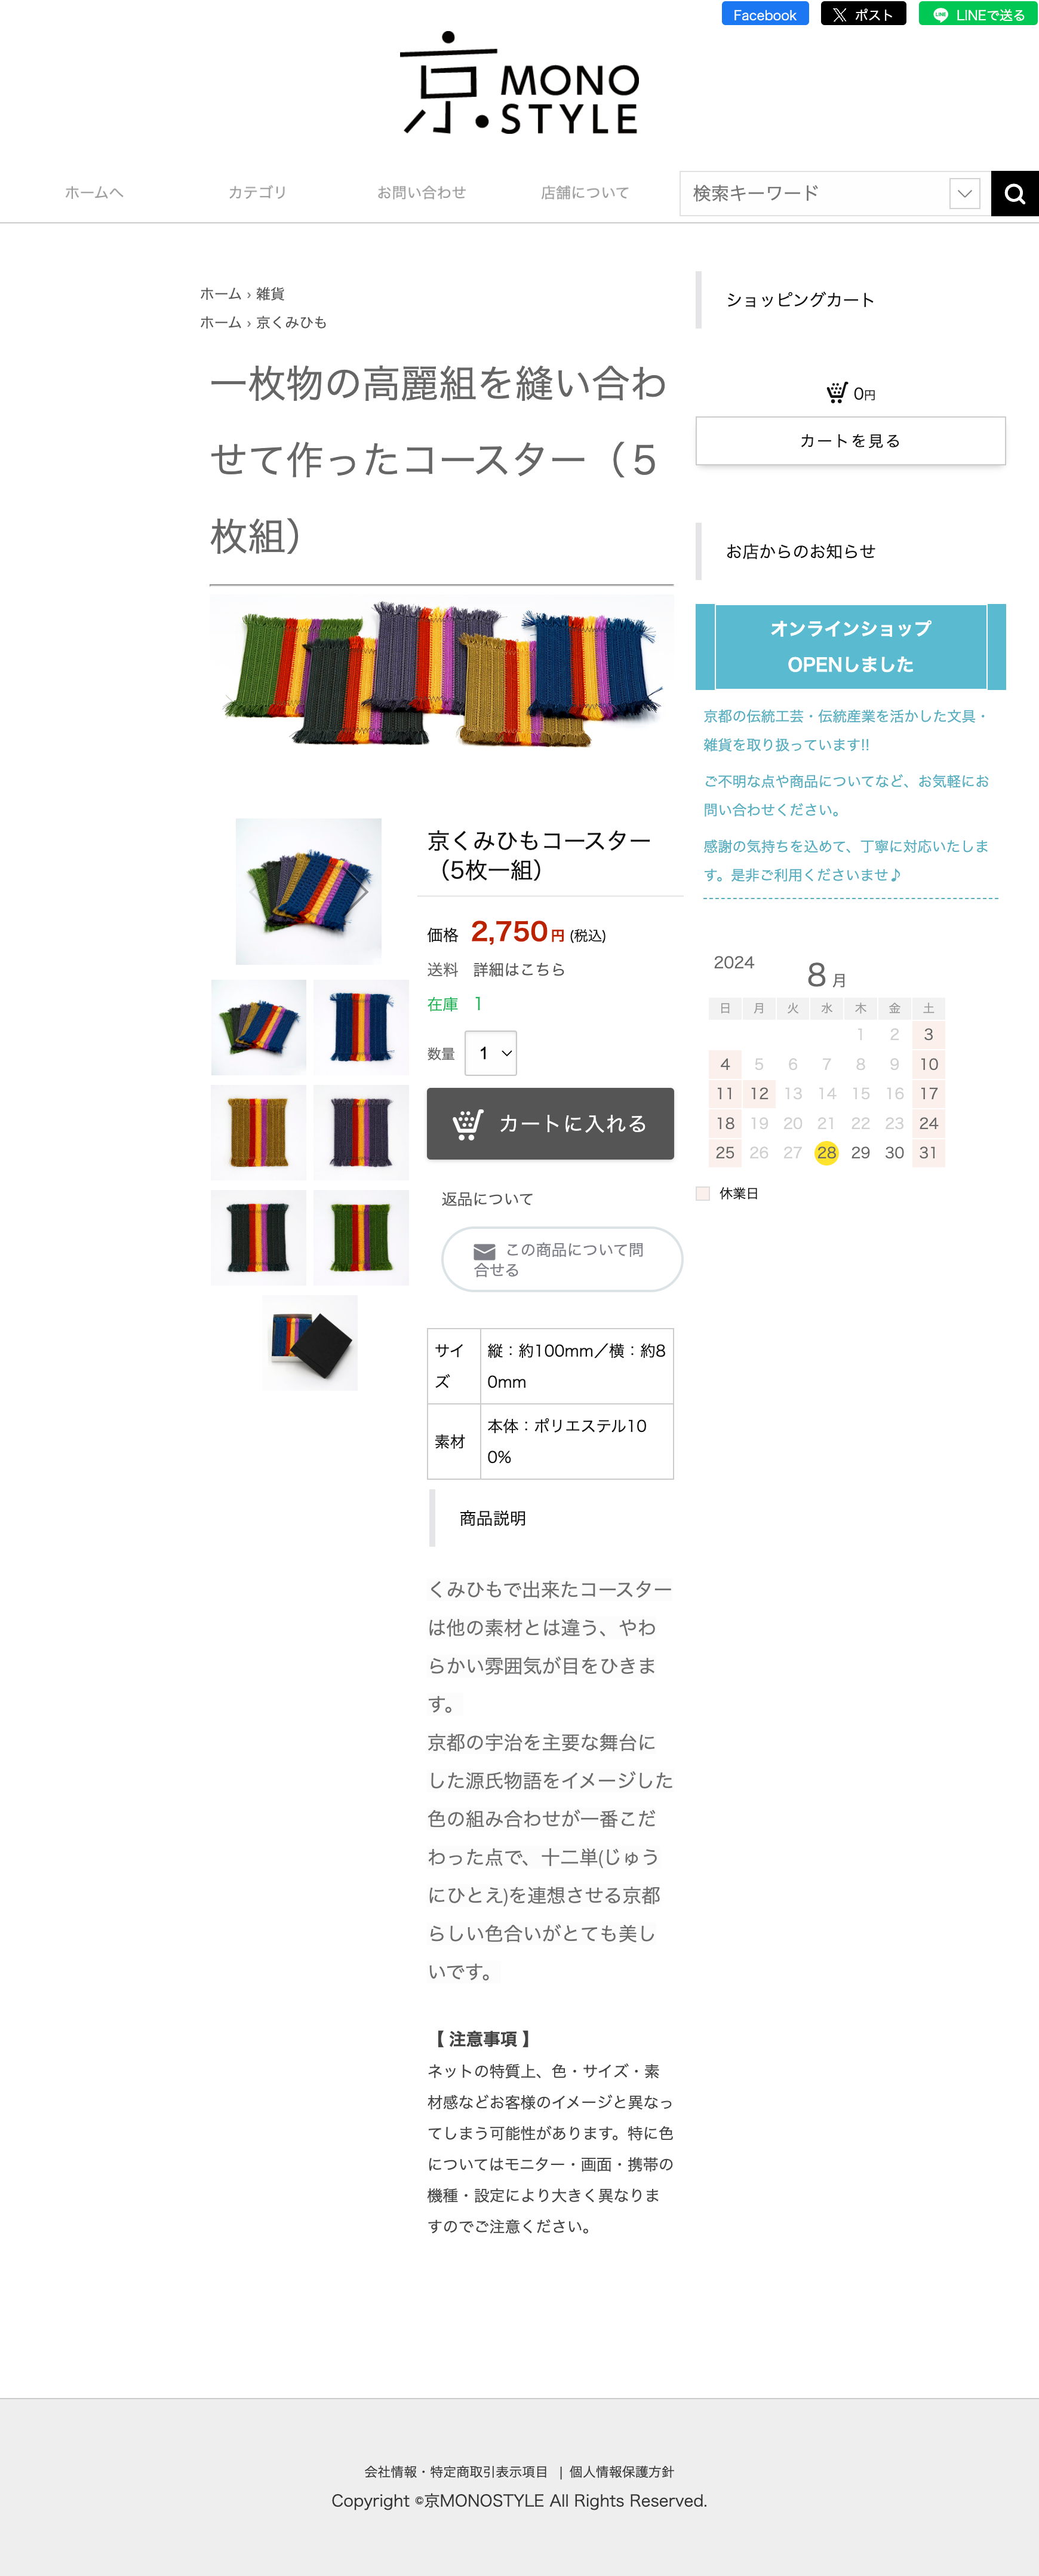 Facebook
ポスト
LINEで送る
京 MONO
STYLE
ホームへ
カテゴリ
お問い合わせ
店舗について
検索キーワード
ホーム › 雑貨
ホーム › 京くみひも
一枚物の高麗組を縫い合わ
せて作ったコースター（５
枚組）
京くみひもコースター
（5枚一組）
価格 2,750円 (税込)
送料 詳細はこちら
在庫 1
数量 1
カートに入れる
返品について
この商品について問
合せる
サイ
ズ
縦：約100mm／横：約8
0mm
素材
本体：ポリエステル10
0%
商品説明
くみひもで出来たコースター
は他の素材とは違う、やわ
らかい雰囲気が目をひきま
す。
京都の宇治を主要な舞台に
した源氏物語をイメージした
色の組み合わせが一番こだ
わった点で、十二単(じゅう
にひとえ)を連想させる京都
らしい色合いがとても美し
いです。
【 注意事項 】
ネットの特質上、色・サイズ・素
材感などお客様のイメージと異なっ
てしまう可能性があります。特に色
についてはモニター・画面・携帯の
機種・設定により大きく異なりま
すのでご注意ください。
ショッピングカート
0円
カートを見る
お店からのお知らせ
オンラインショップ
OPENしました
京都の伝統工芸・伝統産業を活かした文具・
雑貨を取り扱っています!!
ご不明な点や商品についてなど、お気軽にお
問い合わせください。
感謝の気持ちを込めて、丁寧に対応いたしま
す。是非ご利用くださいませ♪
2024
8 月
日 月 火 水 木 金 土
1 2 3
4 5 6 7 8 9 10
11 12 13 14 15 16 17
18 19 20 21 22 23 24
25 26 27 28 29 30 31
休業日
会社情報・特定商取引表示項目 | 個人情報保護方針
Copyright ©京MONOSTYLE All Rights Reserved.